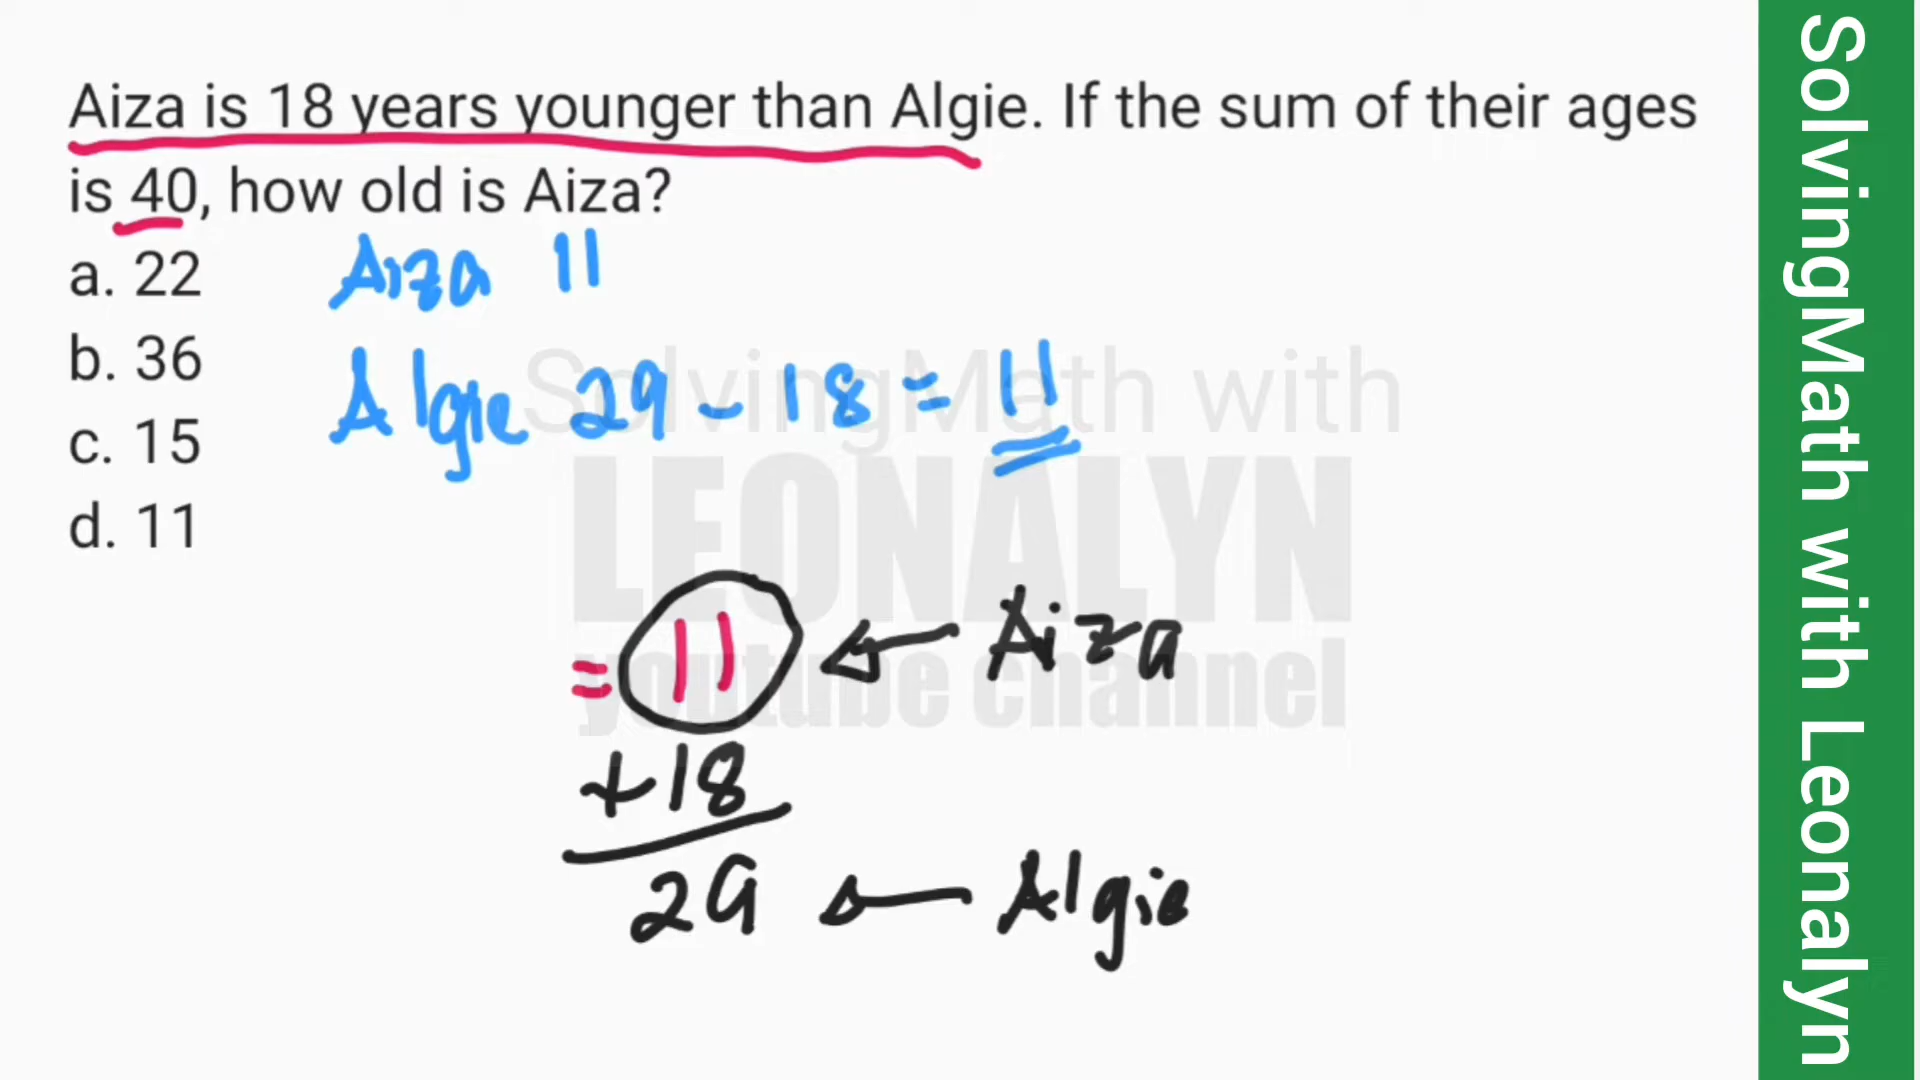 Aiza is 18 years younger than Algie. If the sum of their ages
is 40, how old is Aiza?
a. 22
Aiza 11
b. 36
Algie 29 - 18 = 11
c. 15
d. 11
= 11 Aiza
+18
29 Algie
SolvingMath with
LEONALYN
youtube channel
SolvingMath with Leonalyn